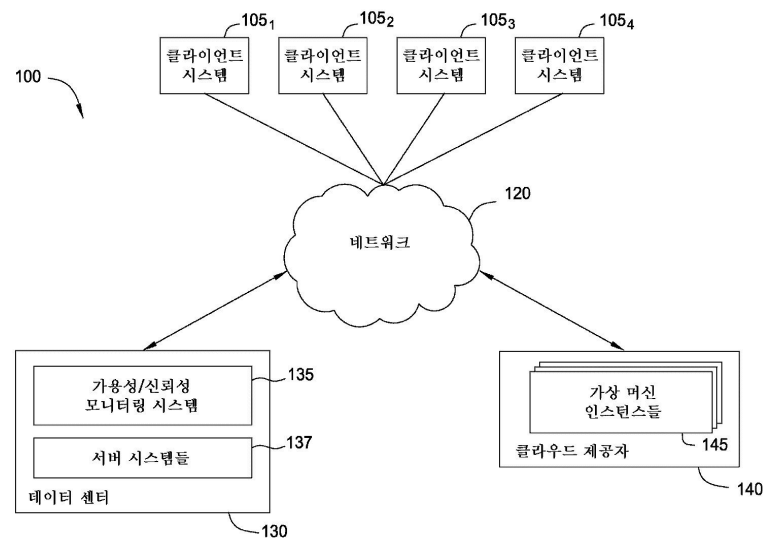 105₁
105₂
105₃
105₄
클라이언트
시스템
클라이언트
시스템
클라이언트
시스템
클라이언트
시스템
100
120
네트워크
가용성/신뢰성
모니터링 시스템
135
서버 시스템들
137
데이터 센터
130
가상 머신
인스턴스들
145
클라우드 제공자
140